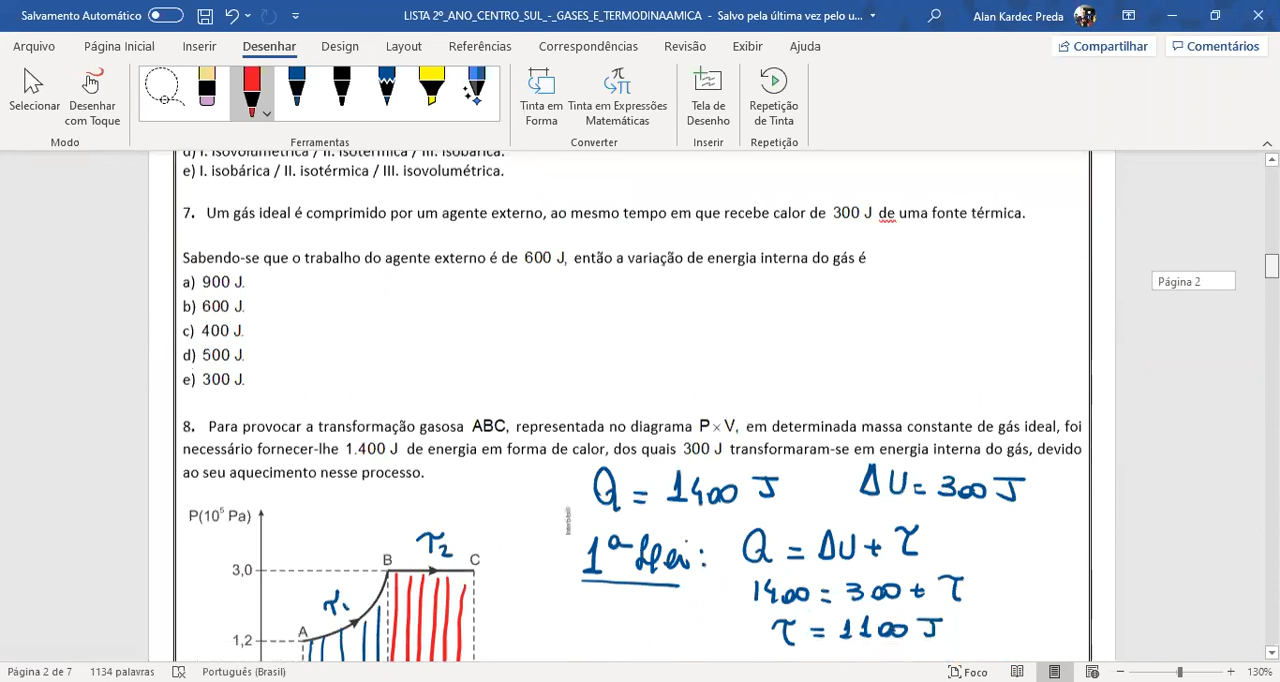 Salvamento Automático
LISTA 2º_ANO_CENTRO_SUL_-_GASES_E_TERMODINAAMICA - Salvo pela última vez pelo u...
Alan Kardec Preda
Arquivo Página Inicial Inserir Desenhar Design Layout Referências Correspondências Revisão Exibir Ajuda
Compartilhar Comentários
Selecionar
Desenhar com Toque
Tinta em Forma
Tinta em Expressões Matemáticas
Tela de Desenho
Repetição de Tinta
Modo Ferramentas Converter Inserir Repetição
d) I. isovolumétrica / II. isotérmica / III. isobárica.
e) I. isobárica / II. isotérmica / III. isovolumétrica.
7. Um gás ideal é comprimido por um agente externo, ao mesmo tempo em que recebe calor de 300 J de uma fonte térmica.
Sabendo-se que o trabalho do agente externo é de 600 J, então a variação de energia interna do gás é
a) 900 J.
b) 600 J.
c) 400 J.
d) 500 J.
e) 300 J.
Página 2
8. Para provocar a transformação gasosa ABC, representada no diagrama P×V, em determinada massa constante de gás ideal, foi
necessário fornecer-lhe 1.400 J de energia em forma de calor, dos quais 300 J transformaram-se em energia interna do gás, devido
ao seu aquecimento nesse processo.
Q = 1400 J ΔU = 300 J
P(10⁵ Pa)
τ₂
B C
3,0
τ₁
A
1,2
1ª Lei: Q = ΔU + τ
1400 = 300 + τ
τ = 1100 J
Interbits®
Página 2 de 7 1134 palavras Português (Brasil) Foco 130%